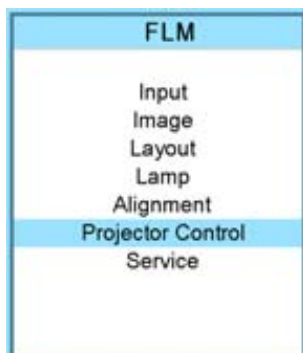 FLM
Input
Image
Layout
Lamp
Alignment
Projector Control
Service